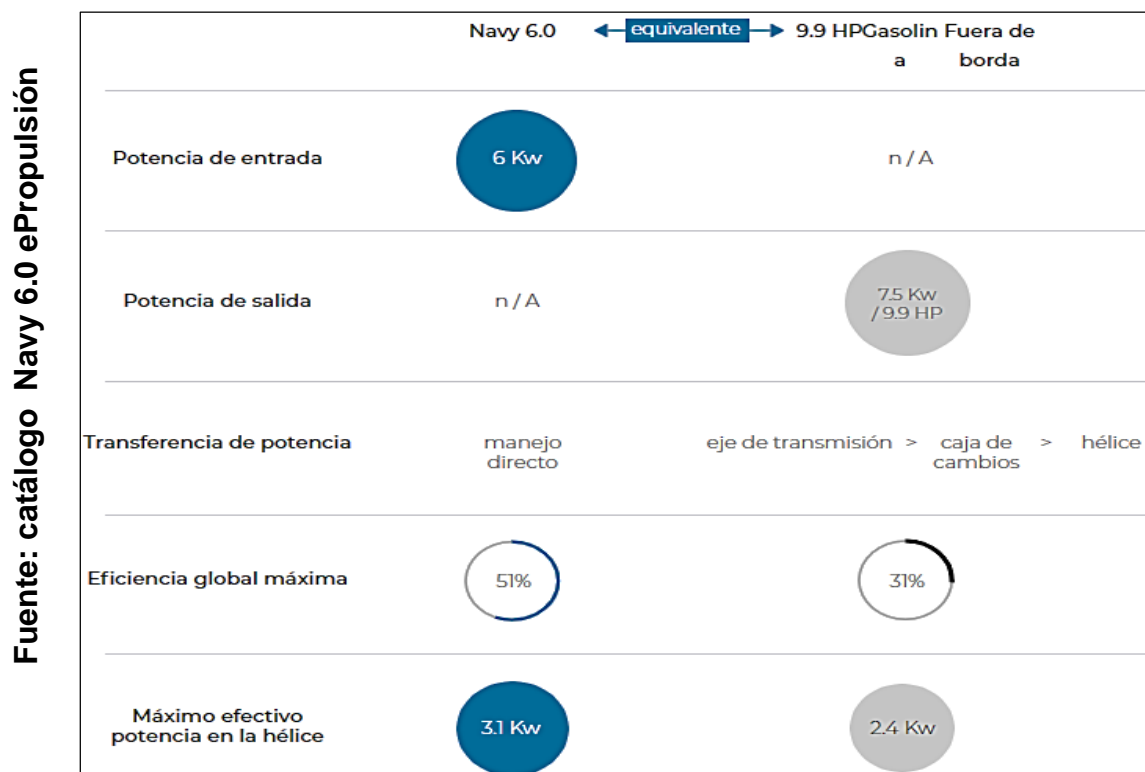 Fuente: catálogo Navy 6.0 ePropulsión
Navy 6.0 equivalente 9.9 HPGasolin Fuera de
a borda
Potencia de entrada 6 Kw n / A
Potencia de salida n / A 7.5 Kw
/ 9.9 HP
Transferencia de potencia manejo eje de transmisión > caja de > hélice
directo cambios
Eficiencia global máxima 51% 31%
Máximo efectivo
potencia en la hélice 3.1 Kw 2.4 Kw